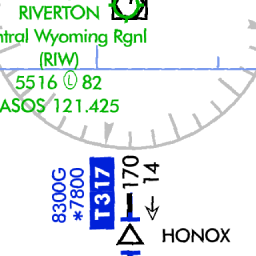 RIVERTON
ntral Wyoming Rgnl
(RIW)
5516 Ⓛ 82
ASOS 121.425
8300G
*7800
T317
170
14
HONOX